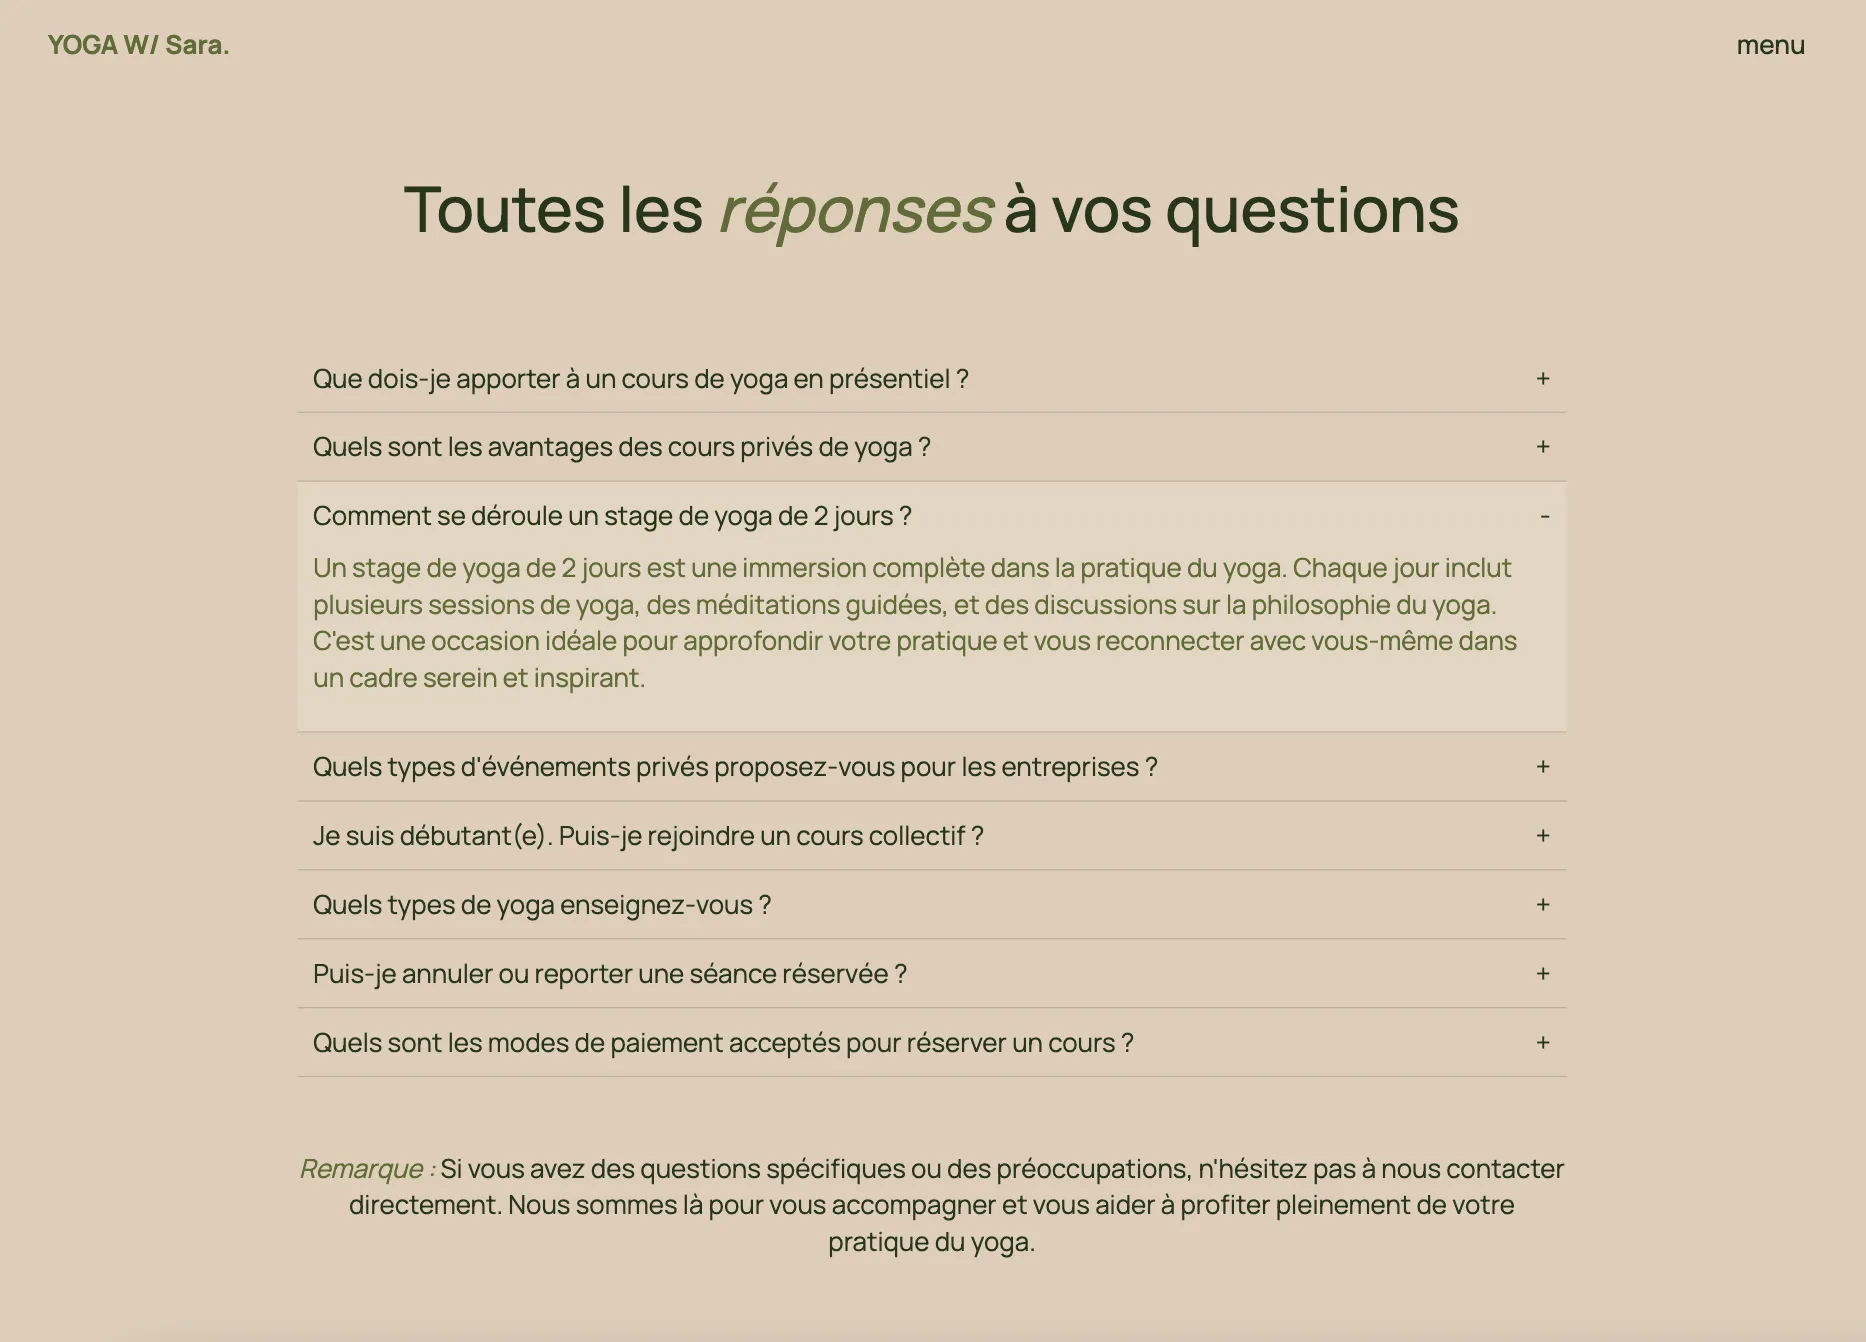 YOGA W/ Sara.
menu
Toutes les réponses à vos questions
Que dois-je apporter à un cours de yoga en présentiel ?
+
Quels sont les avantages des cours privés de yoga ?
+
Comment se déroule un stage de yoga de 2 jours ?
-
Un stage de yoga de 2 jours est une immersion complète dans la pratique du yoga. Chaque jour inclut
plusieurs sessions de yoga, des méditations guidées, et des discussions sur la philosophie du yoga.
C'est une occasion idéale pour approfondir votre pratique et vous reconnecter avec vous-même dans
un cadre serein et inspirant.
Quels types d'événements privés proposez-vous pour les entreprises ?
+
Je suis débutant(e). Puis-je rejoindre un cours collectif ?
+
Quels types de yoga enseignez-vous ?
+
Puis-je annuler ou reporter une séance réservée ?
+
Quels sont les modes de paiement acceptés pour réserver un cours ?
+
Remarque : Si vous avez des questions spécifiques ou des préoccupations, n'hésitez pas à nous contacter
directement. Nous sommes là pour vous accompagner et vous aider à profiter pleinement de votre
pratique du yoga.